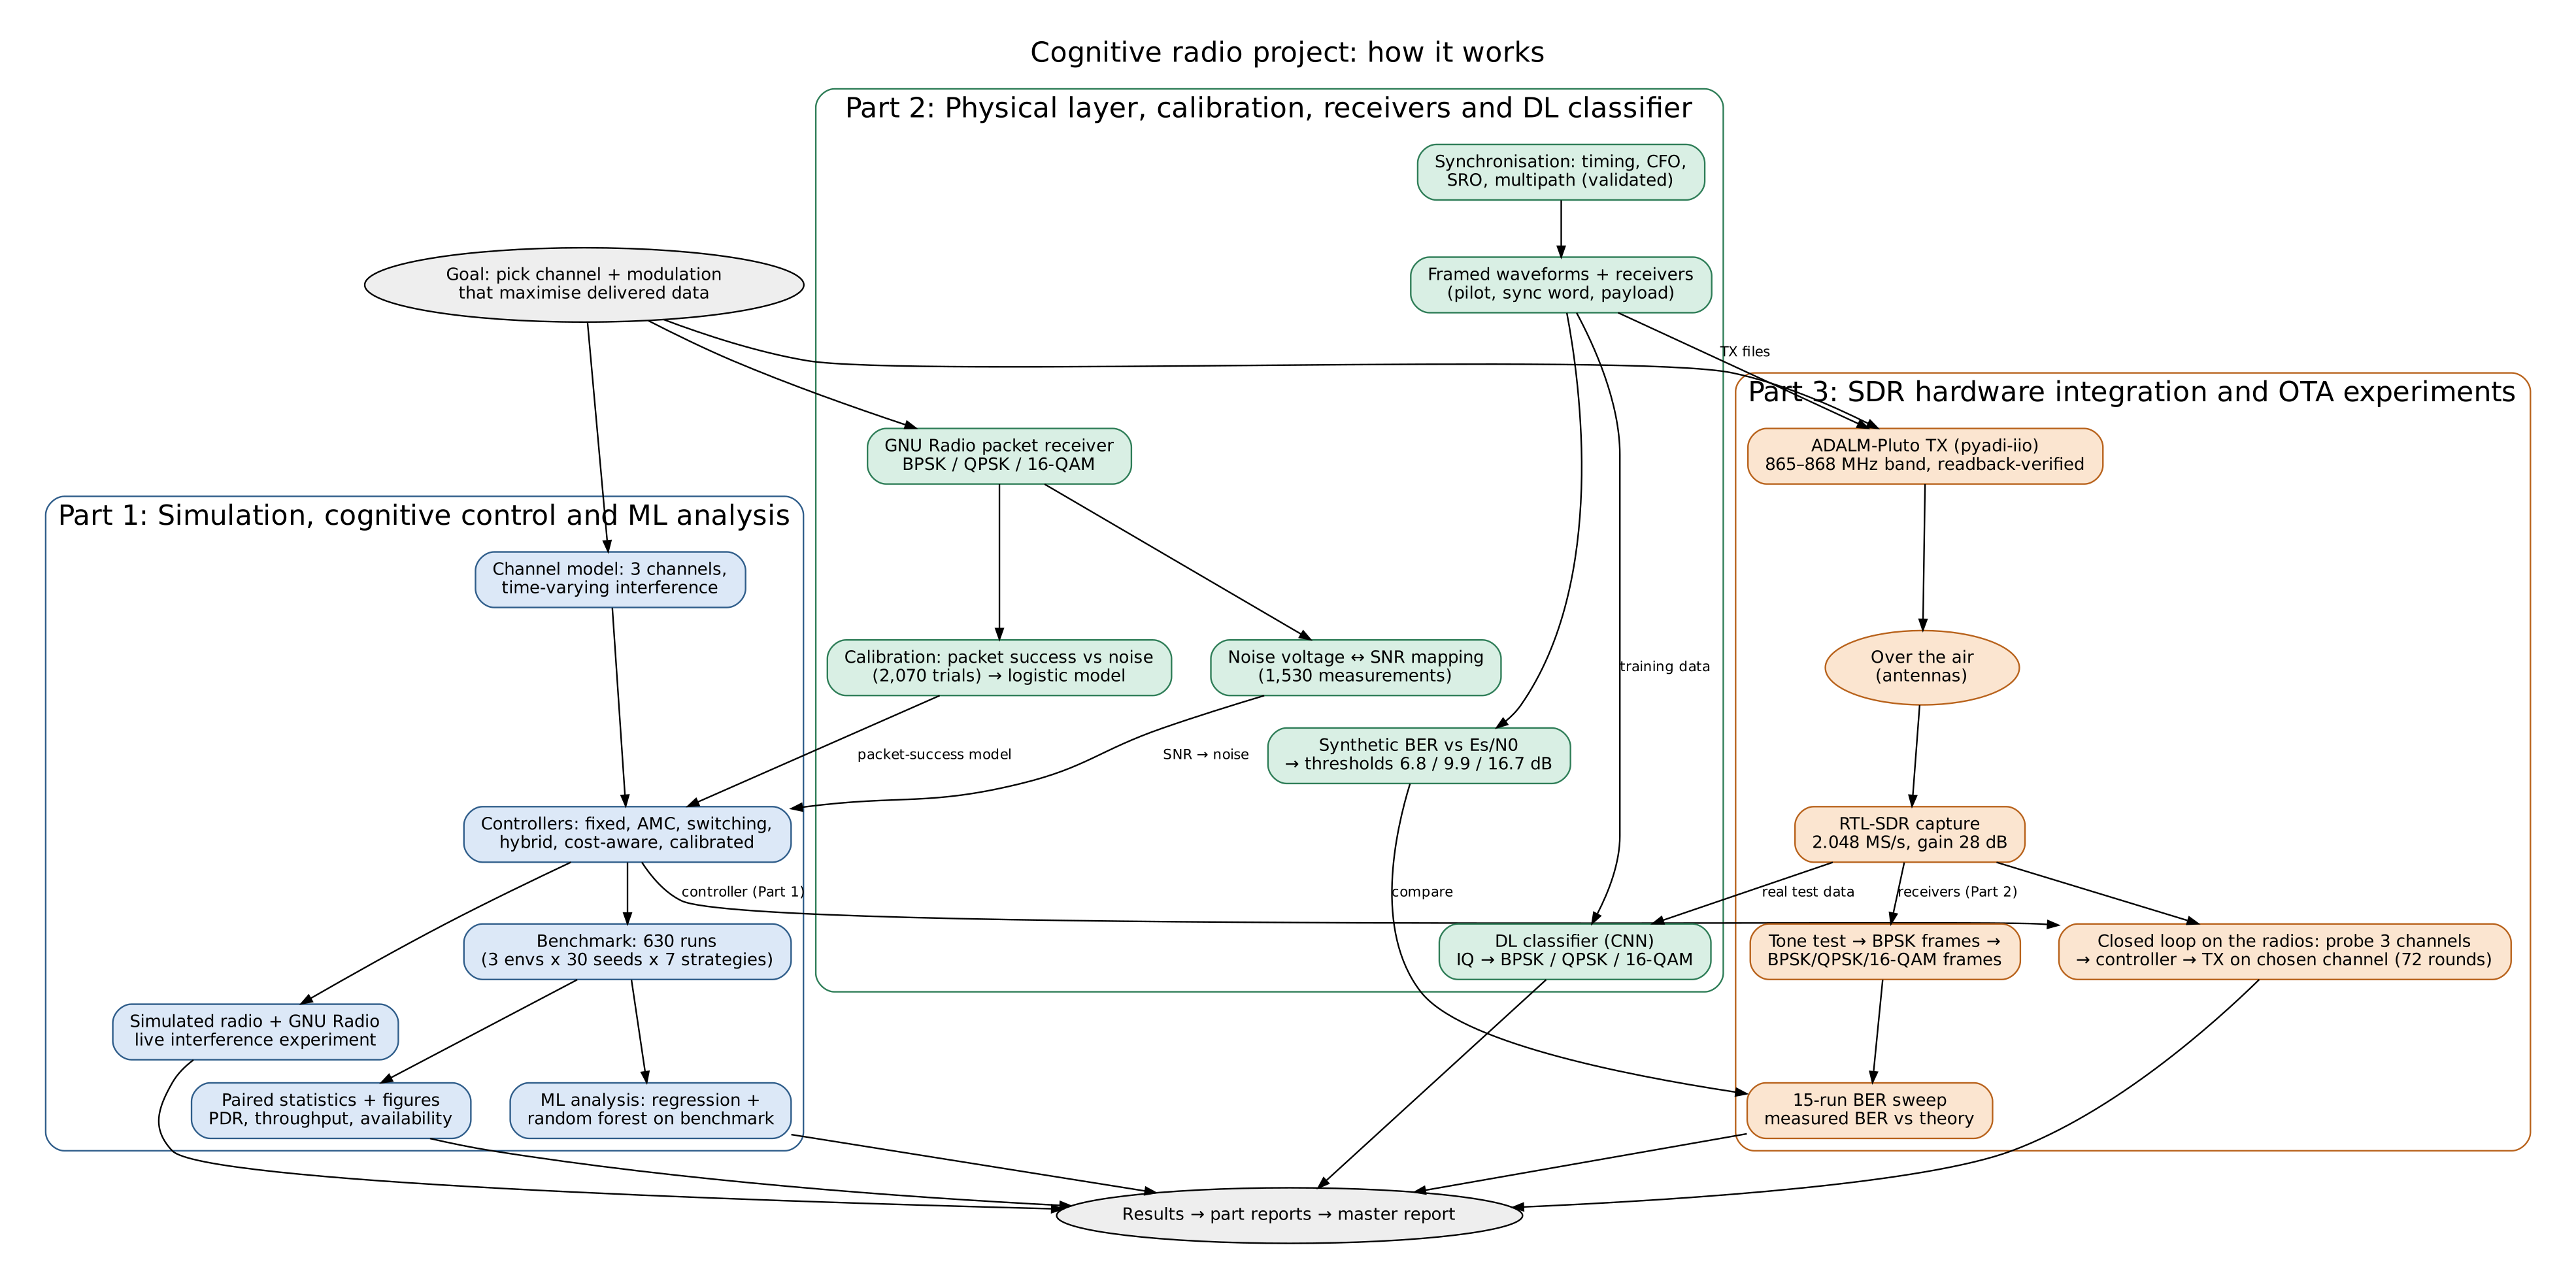 Cognitive radio project: how it works
Part 2: Physical layer, calibration, receivers and DL classifier
Synchronisation: timing, CFO,
SRO, multipath (validated)
Goal: pick channel + modulation
that maximise delivered data
Framed waveforms + receivers
(pilot, sync word, payload)
TX files
Part 3: SDR hardware integration and OTA experiments
GNU Radio packet receiver
BPSK / QPSK / 16-QAM
ADALM-Pluto TX (pyadi-iio)
865–868 MHz band, readback-verified
Part 1: Simulation, cognitive control and ML analysis
Channel model: 3 channels,
time-varying interference
Calibration: packet success vs noise
(2,070 trials) → logistic model
Noise voltage ↔ SNR mapping
(1,530 measurements)
training data
Over the air
(antennas)
packet-success model
SNR → noise
Synthetic BER vs Es/N0
→ thresholds 6.8 / 9.9 / 16.7 dB
Controllers: fixed, AMC, switching,
hybrid, cost-aware, calibrated
RTL-SDR capture
2.048 MS/s, gain 28 dB
controller (Part 1)
compare
real test data
receivers (Part 2)
Benchmark: 630 runs
(3 envs x 30 seeds x 7 strategies)
DL classifier (CNN)
IQ → BPSK / QPSK / 16-QAM
Tone test → BPSK frames →
BPSK/QPSK/16-QAM frames
Closed loop on the radios: probe 3 channels
→ controller → TX on chosen channel (72 rounds)
Simulated radio + GNU Radio
live interference experiment
Paired statistics + figures
PDR, throughput, availability
ML analysis: regression +
random forest on benchmark
15-run BER sweep
measured BER vs theory
Results → part reports → master report